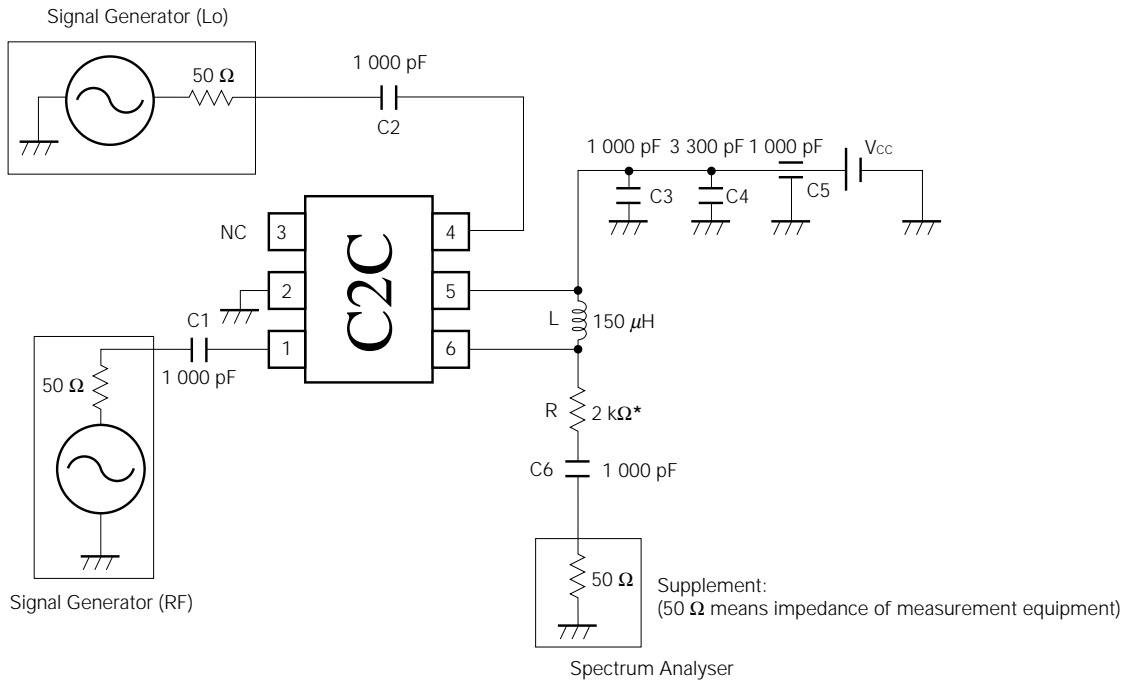 Signal Generator (Lo)
50 Ω
1 000 pF
C2
1 000 pF 3 300 pF 1 000 pF
Vcc
C3
C4
C5
NC
3
4
2
5
1
6
C2C
C1
1 000 pF
50 Ω
L
150 µH
R
2 kΩ*
C6
1 000 pF
Signal Generator (RF)
50 Ω
Supplement:
(50 Ω means impedance of measurement equipment)
Spectrum Analyser